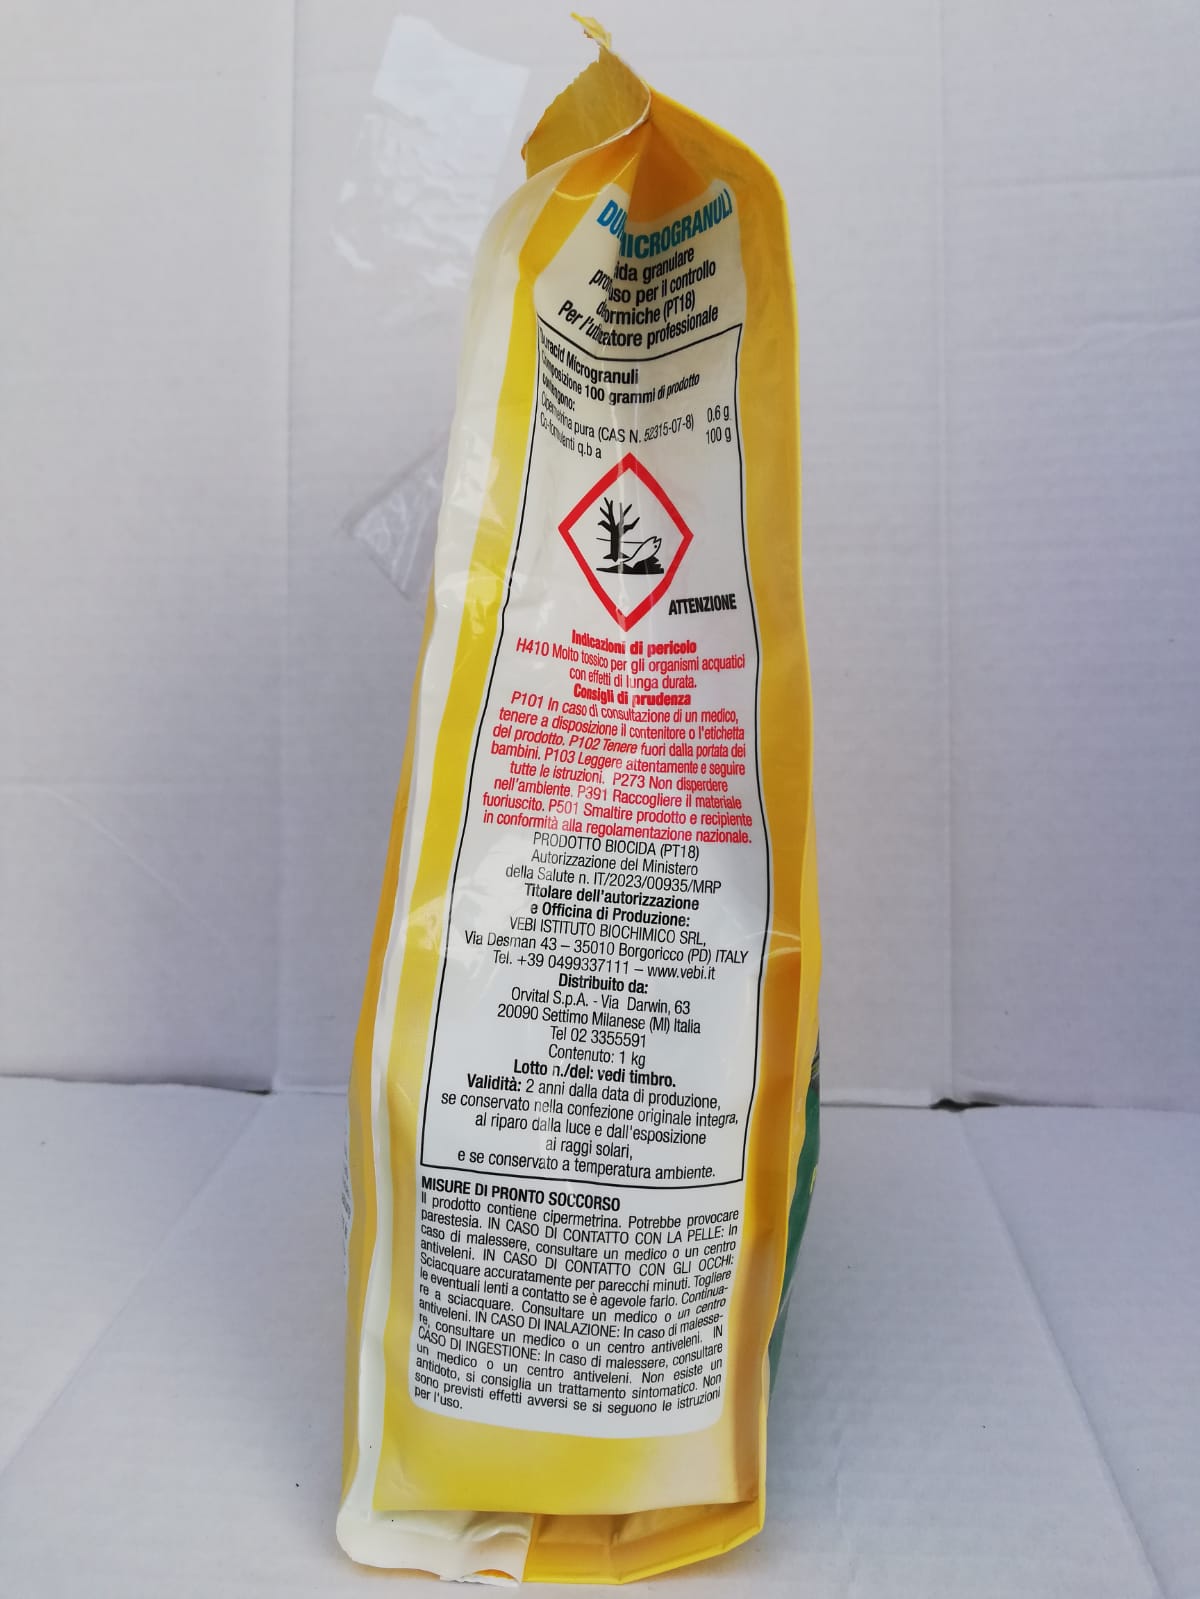 MICROGRANULI
granulare
uso per il controllo
formiche (PT18)
Per l'utilizzatore professionale
Duracid Microgranuli
Composizione 100 grammi di prodotto
contengono:
Cipermetrina pura (CAS N. 52315-07-8) 0,6 g
Co-formulanti q.b a 100 g
ATTENZIONE
Indicazioni di pericolo
H410 Molto tossico per gli organismi acquatici
con effetti di lunga durata.
Consigli di prudenza
P101 In caso di consultazione di un medico,
tenere a disposizione il contenitore o l'etichetta
del prodotto. P102 Tenere fuori dalla portata dei
bambini. P103 Leggere attentamente e seguire
tutte le istruzioni. P273 Non disperdere
nell'ambiente. P391 Raccogliere il materiale
fuoriuscito. P501 Smaltire prodotto e recipiente
in conformità alla regolamentazione nazionale.
PRODOTTO BIOCIDA (PT18)
Autorizzazione del Ministero
della Salute n. IT/2023/00935/MRP
Titolare dell'autorizzazione
e Officina di Produzione:
VEBI ISTITUTO BIOCHIMICO SRL,
Via Desman 43 – 35010 Borgoricco (PD) ITALY
Tel. +39 0499337111 – www.vebi.it
Distribuito da:
Orvital S.p.A. - Via Darwin, 63
20090 Settimo Milanese (MI) Italia
Tel 02 3355591
Contenuto: 1 kg
Lotto n./del: vedi timbro.
Validità: 2 anni dalla data di produzione,
se conservato nella confezione originale integra,
al riparo dalla luce e dall'esposizione
ai raggi solari,
e se conservato a temperatura ambiente.
MISURE DI PRONTO SOCCORSO
Il prodotto contiene cipermetrina. Potrebbe provocare
parestesia. IN CASO DI CONTATTO CON LA PELLE: In
caso di malessere, consultare un medico o un centro
antiveleni. IN CASO DI CONTATTO CON GLI OCCHI:
Sciacquare accuratamente per parecchi minuti. Togliere
le eventuali lenti a contatto se è agevole farlo. Continua-
re a sciacquare. Consultare un medico o un centro
antiveleni. IN CASO DI INALAZIONE: In caso di malesse-
re, consultare un medico o un centro antiveleni. IN
CASO DI INGESTIONE: In caso di malessere, consultare
un medico o un centro antiveleni. Non esiste un
antidoto, si consiglia un trattamento sintomatico. Non
sono previsti effetti avversi se si seguono le istruzioni
per l'uso.